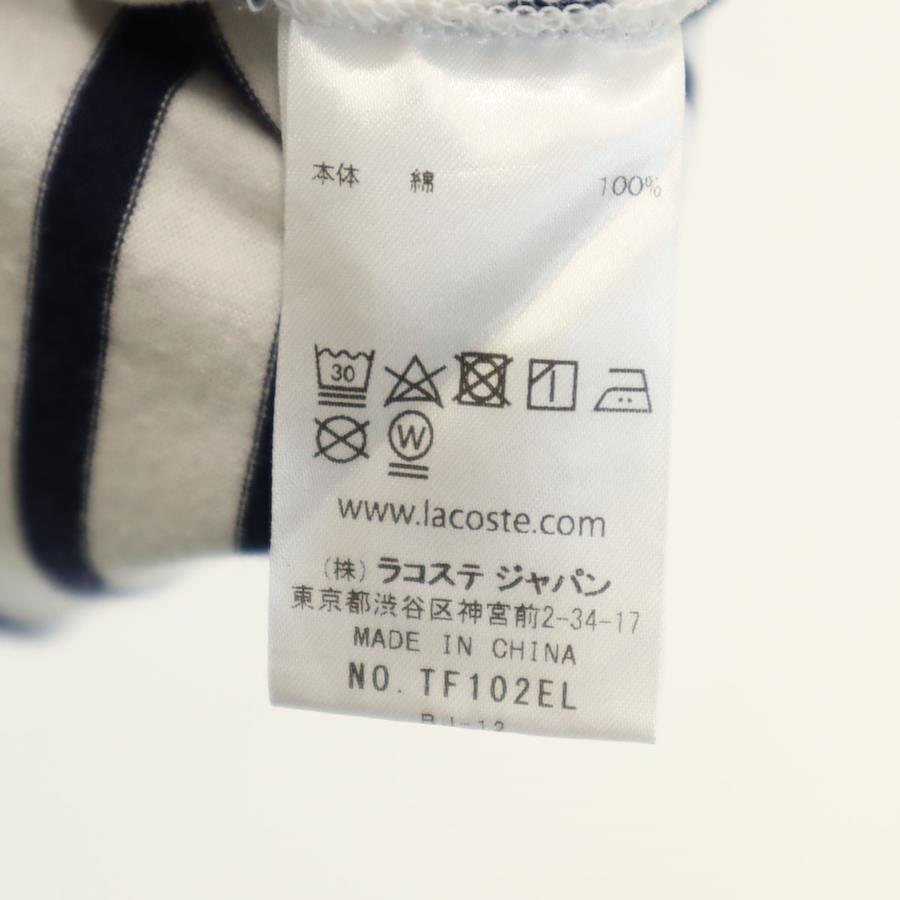 本体 綿 100%
30
W
www.lacoste.com
(株) ラコステ ジャパン
東京都渋谷区神宮前2-34-17
MADE IN CHINA
NO. TF102EL